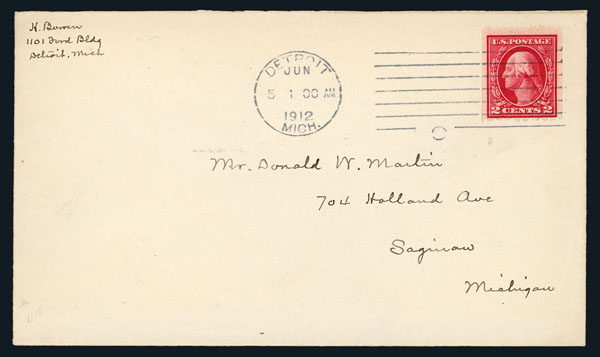 H. Bowen
1101 Ford Bldg
Detroit, Mich
DETROIT
JUN
5 1 00 AM
1912
MICH.
U.S. POSTAGE
2 CENTS 2
Mr. Donald W. Martin
704 Holland Ave
Saginaw
Michigan